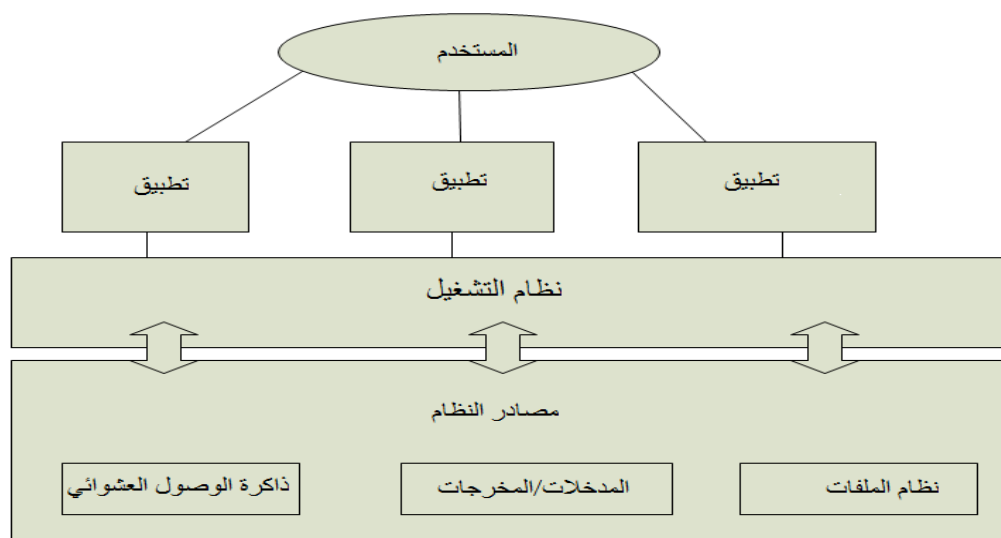 المستخدم
تطبيق
تطبيق
تطبيق
نظام التشغيل
مصادر النظام
نظام الملفات
المدخلات/المخرجات
ذاكرة الوصول العشوائي